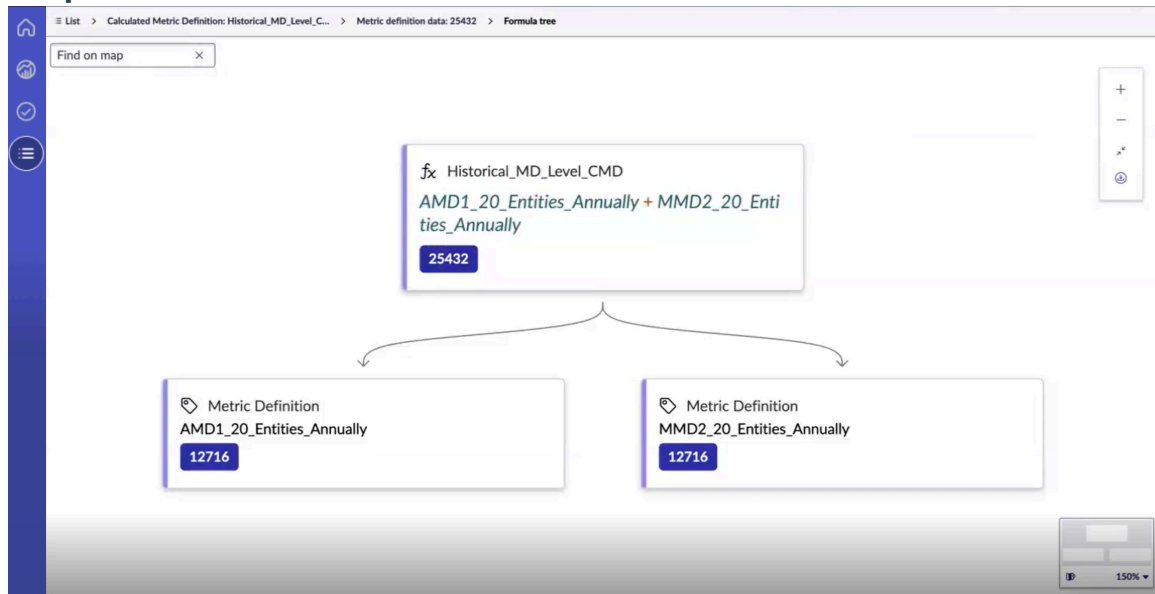 List > Calculated Metric Definition: Historical_MD_Level_C... > Metric definition data: 25432 > Formula tree
Find on map
Historical_MD_Level_CMD
AMD1_20_Entities_Annually + MMD2_20_Enti
ties_Annually
25432
Metric Definition
AMD1_20_Entities_Annually
12716
Metric Definition
MMD2_20_Entities_Annually
12716
150%